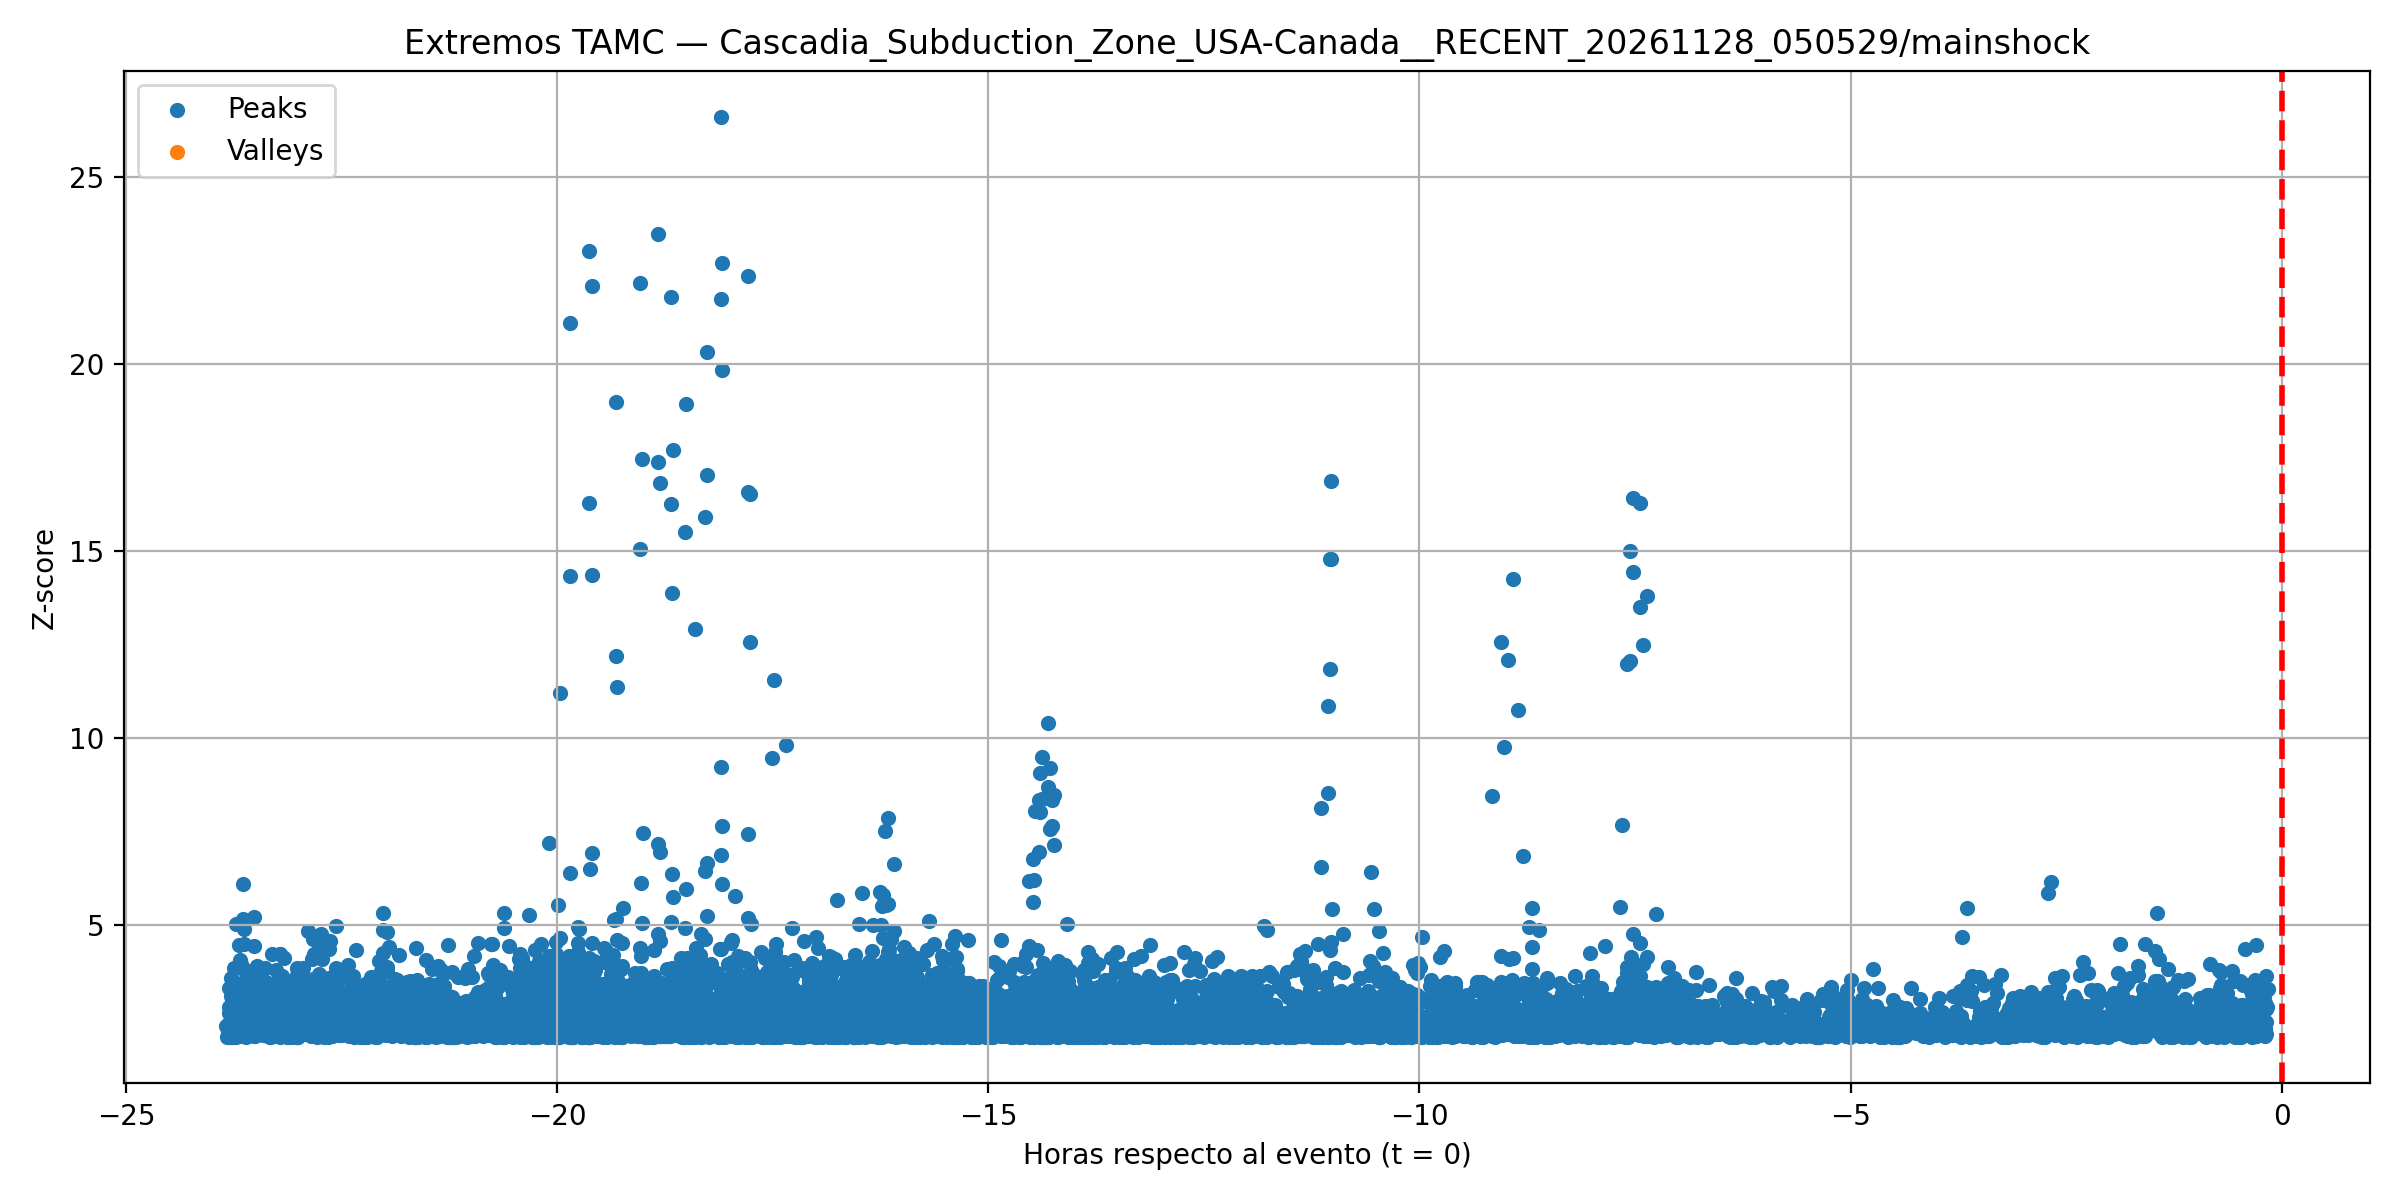 Extremos TAMC — Cascadia_Subduction_Zone_USA-Canada__RECENT_20261128_050529/mainshock
Peaks
Valleys
Z-score
25
20
15
10
5
−25
−20
−15
−10
−5
0
Horas respecto al evento (t = 0)